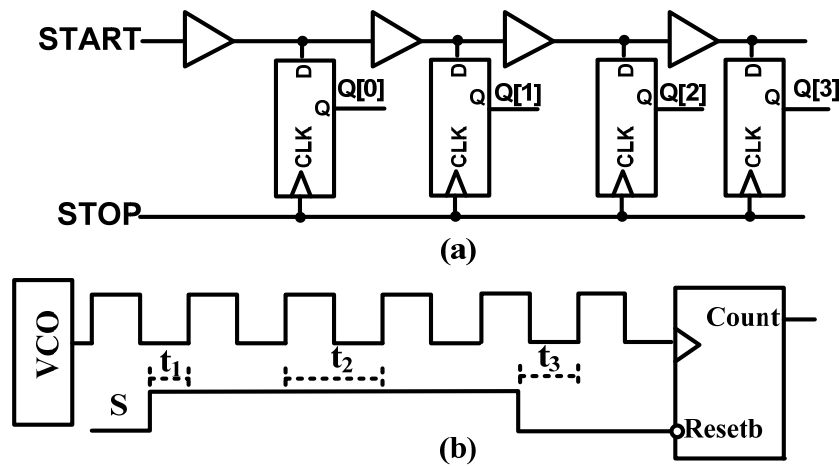 START
D
D
D
D
Q
Q[0]
Q
Q[1]
Q
Q[2]
Q
Q[3]
CLK
CLK
CLK
CLK
STOP
(a)
VCO
Count
t1
t2
t3
S
Resetb
(b)